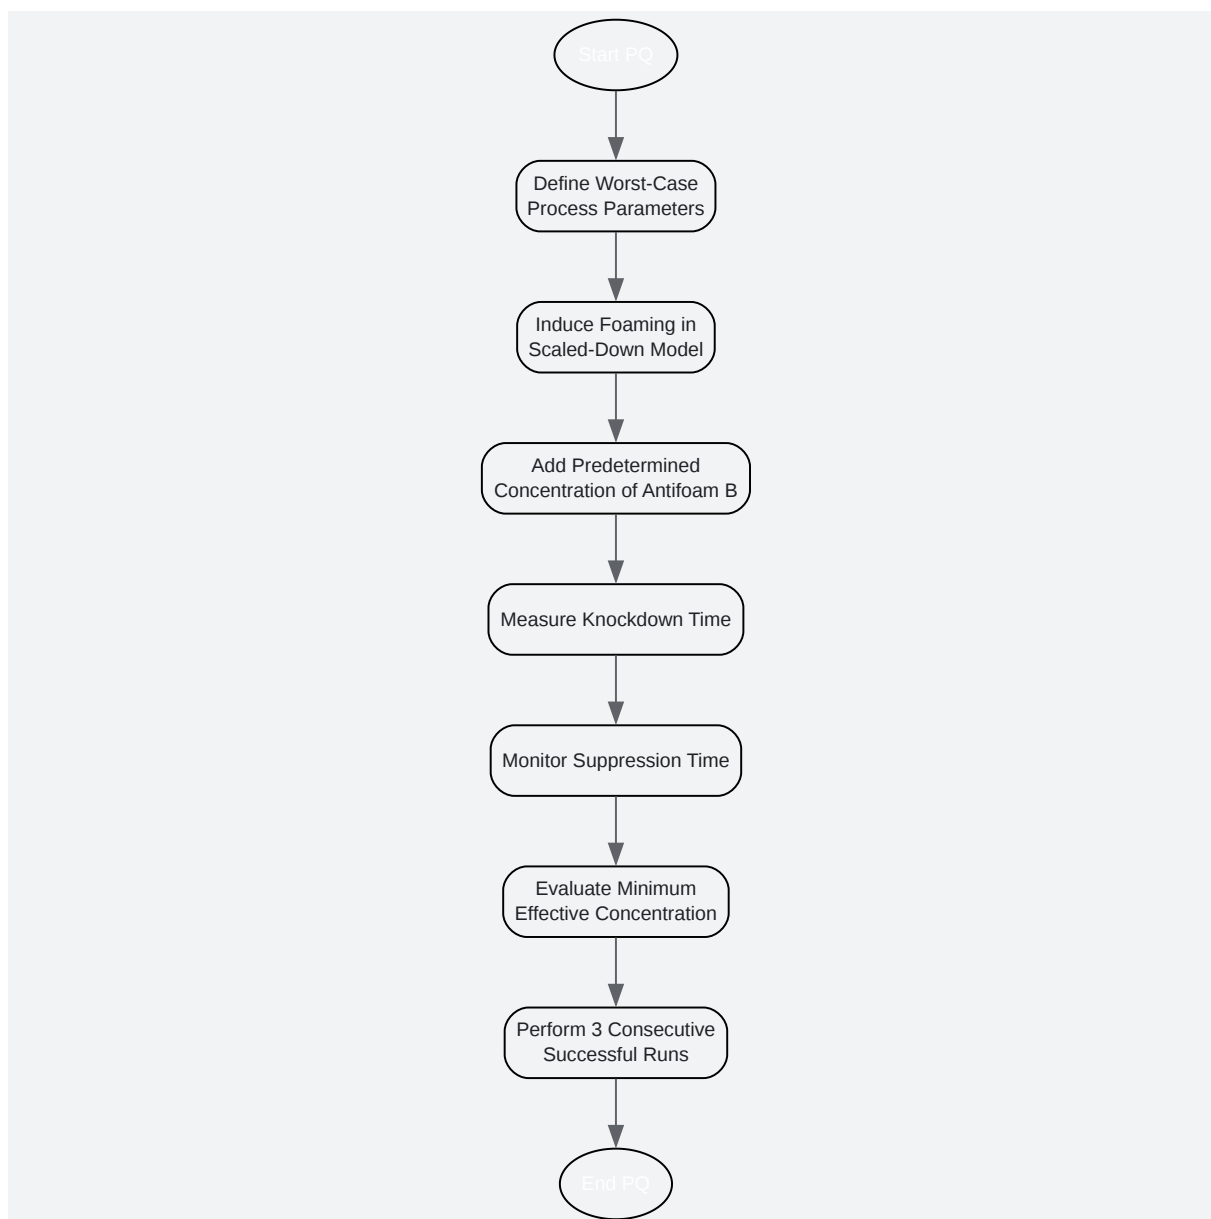 Start PQ
Define Worst-Case
Process Parameters
Induce Foaming in
Scaled-Down Model
Add Predetermined
Concentration of Antifoam B
Measure Knockdown Time
Monitor Suppression Time
Evaluate Minimum
Effective Concentration
Perform 3 Consecutive
Successful Runs
End PQ